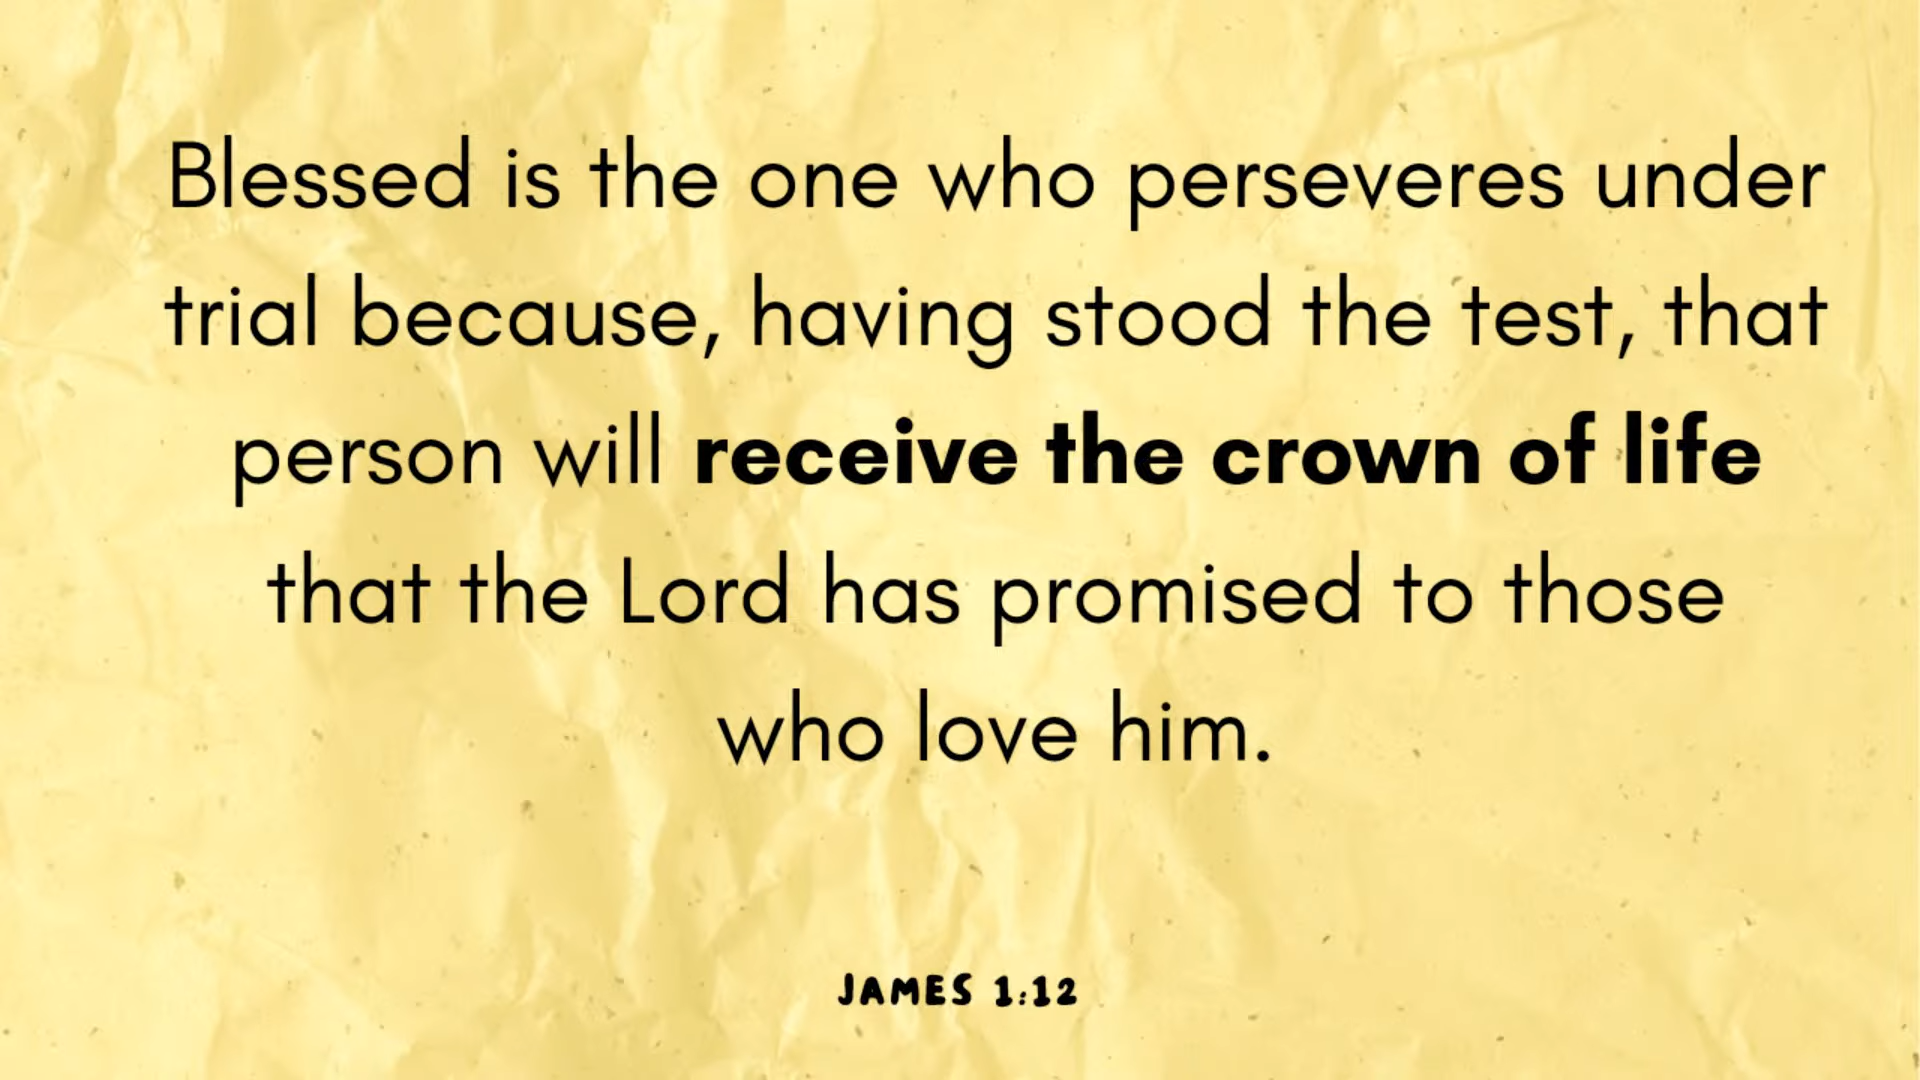 Blessed is the one who perseveres under
trial because, having stood the test, that
person will receive the crown of life
that the Lord has promised to those
who love him.
JAMES 1:12